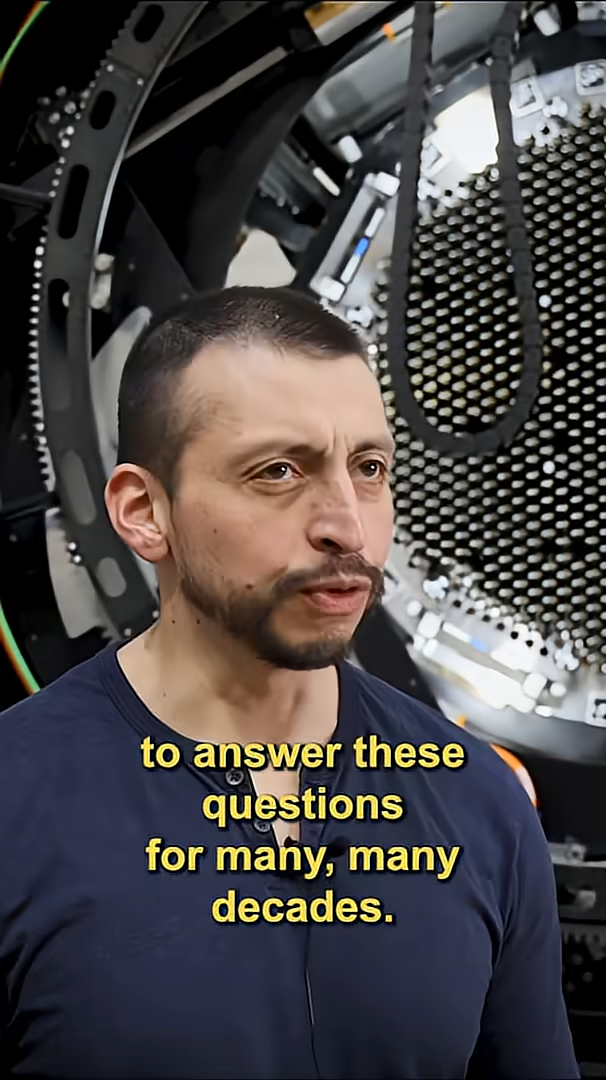 to answer these
questions
for many, many
decades.